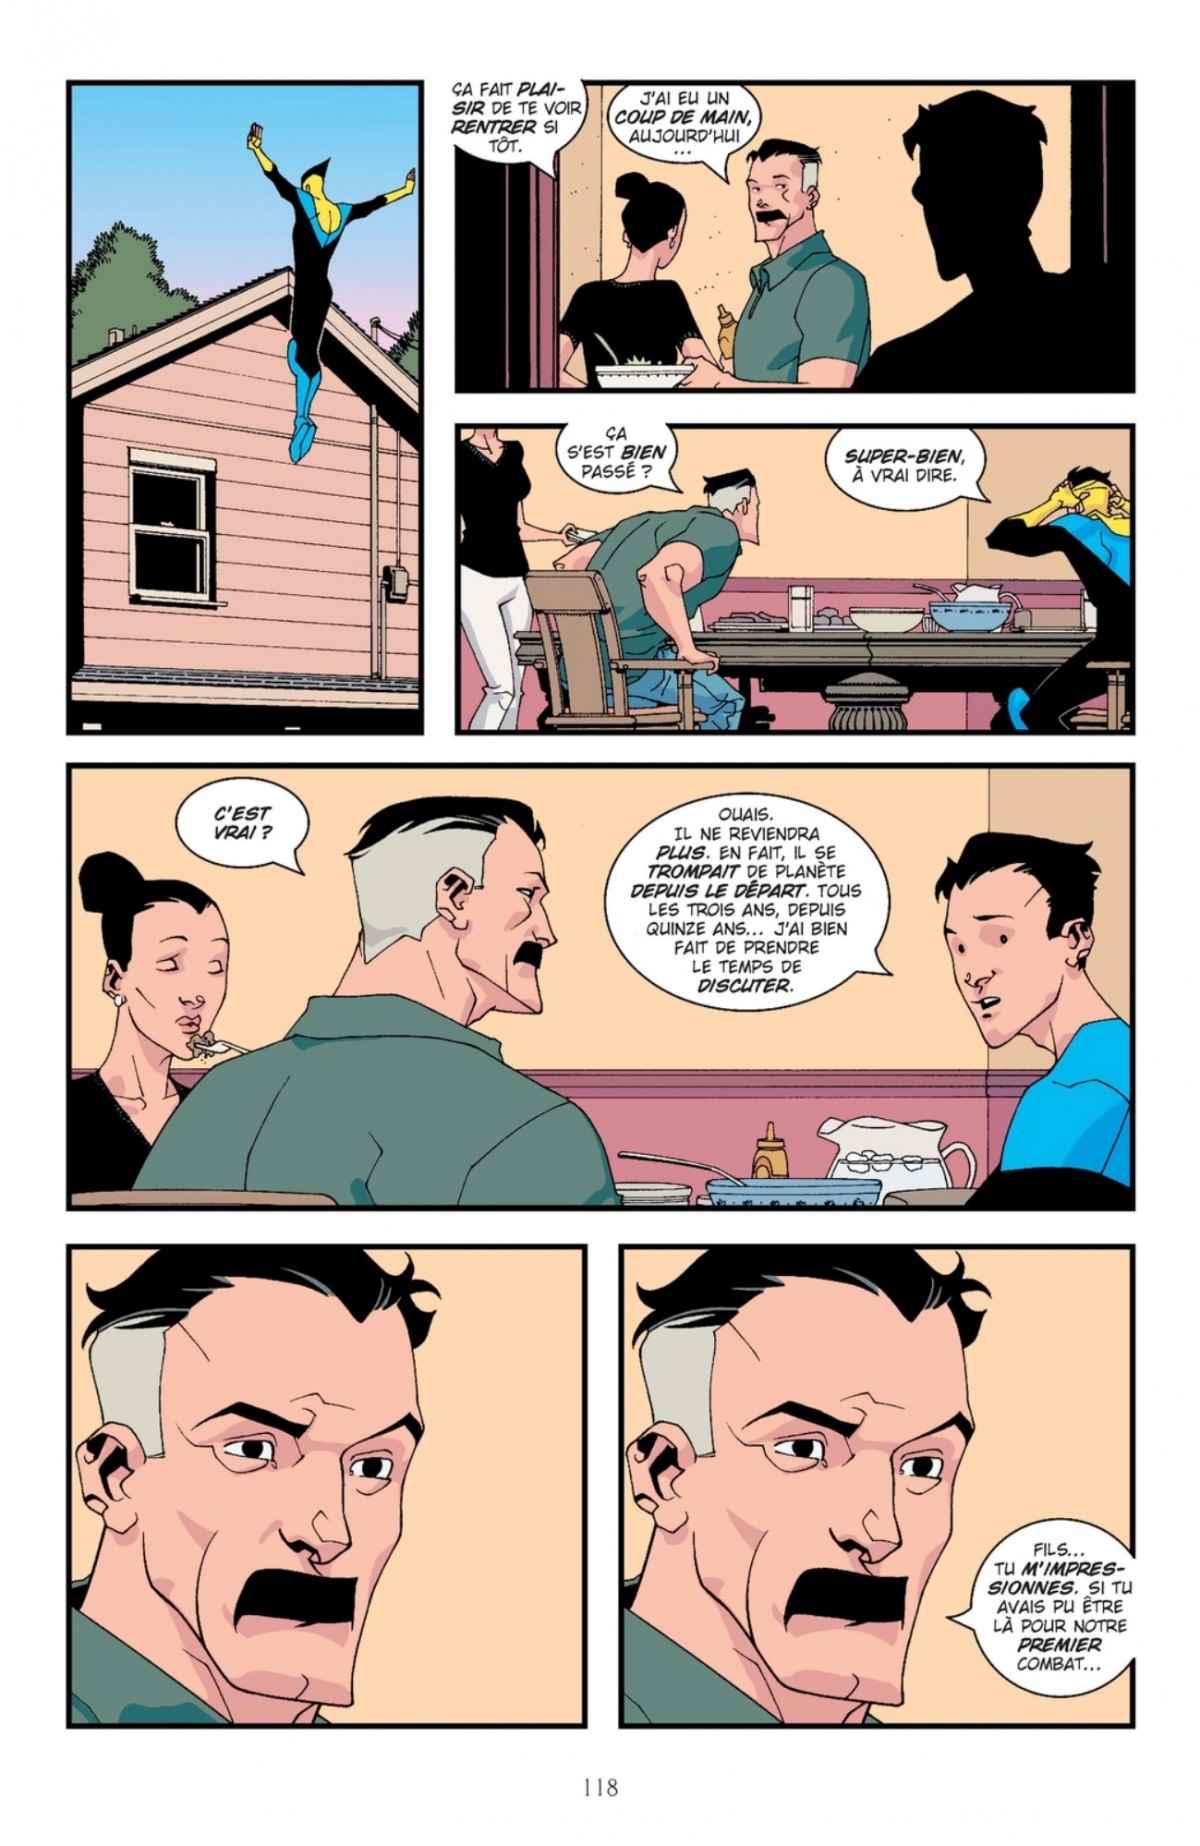 ÇA FAIT PLAI-
SIR DE TE VOIR
RENTRER SI
TÔT.
J'AI EU UN
COUP DE MAIN,
AUJOURD'HUI
...
ÇA
S'EST BIEN
PASSÉ ?
SUPER-BIEN,
À VRAI DIRE.
C'EST
VRAI ?
OUAIS.
IL NE REVIENDRA
PLUS. EN FAIT, IL SE
TROMPAIT DE PLANÈTE
DEPUIS LE DÉPART. TOUS
LES TROIS ANS, DEPUIS
QUINZE ANS... J'AI BIEN
FAIT DE PRENDRE
LE TEMPS DE
DISCUTER.
FILS...
TU M'IMPRES-
SIONNES. SI TU
AVAIS PU ÊTRE
LÀ POUR NOTRE
PREMIER
COMBAT...
118